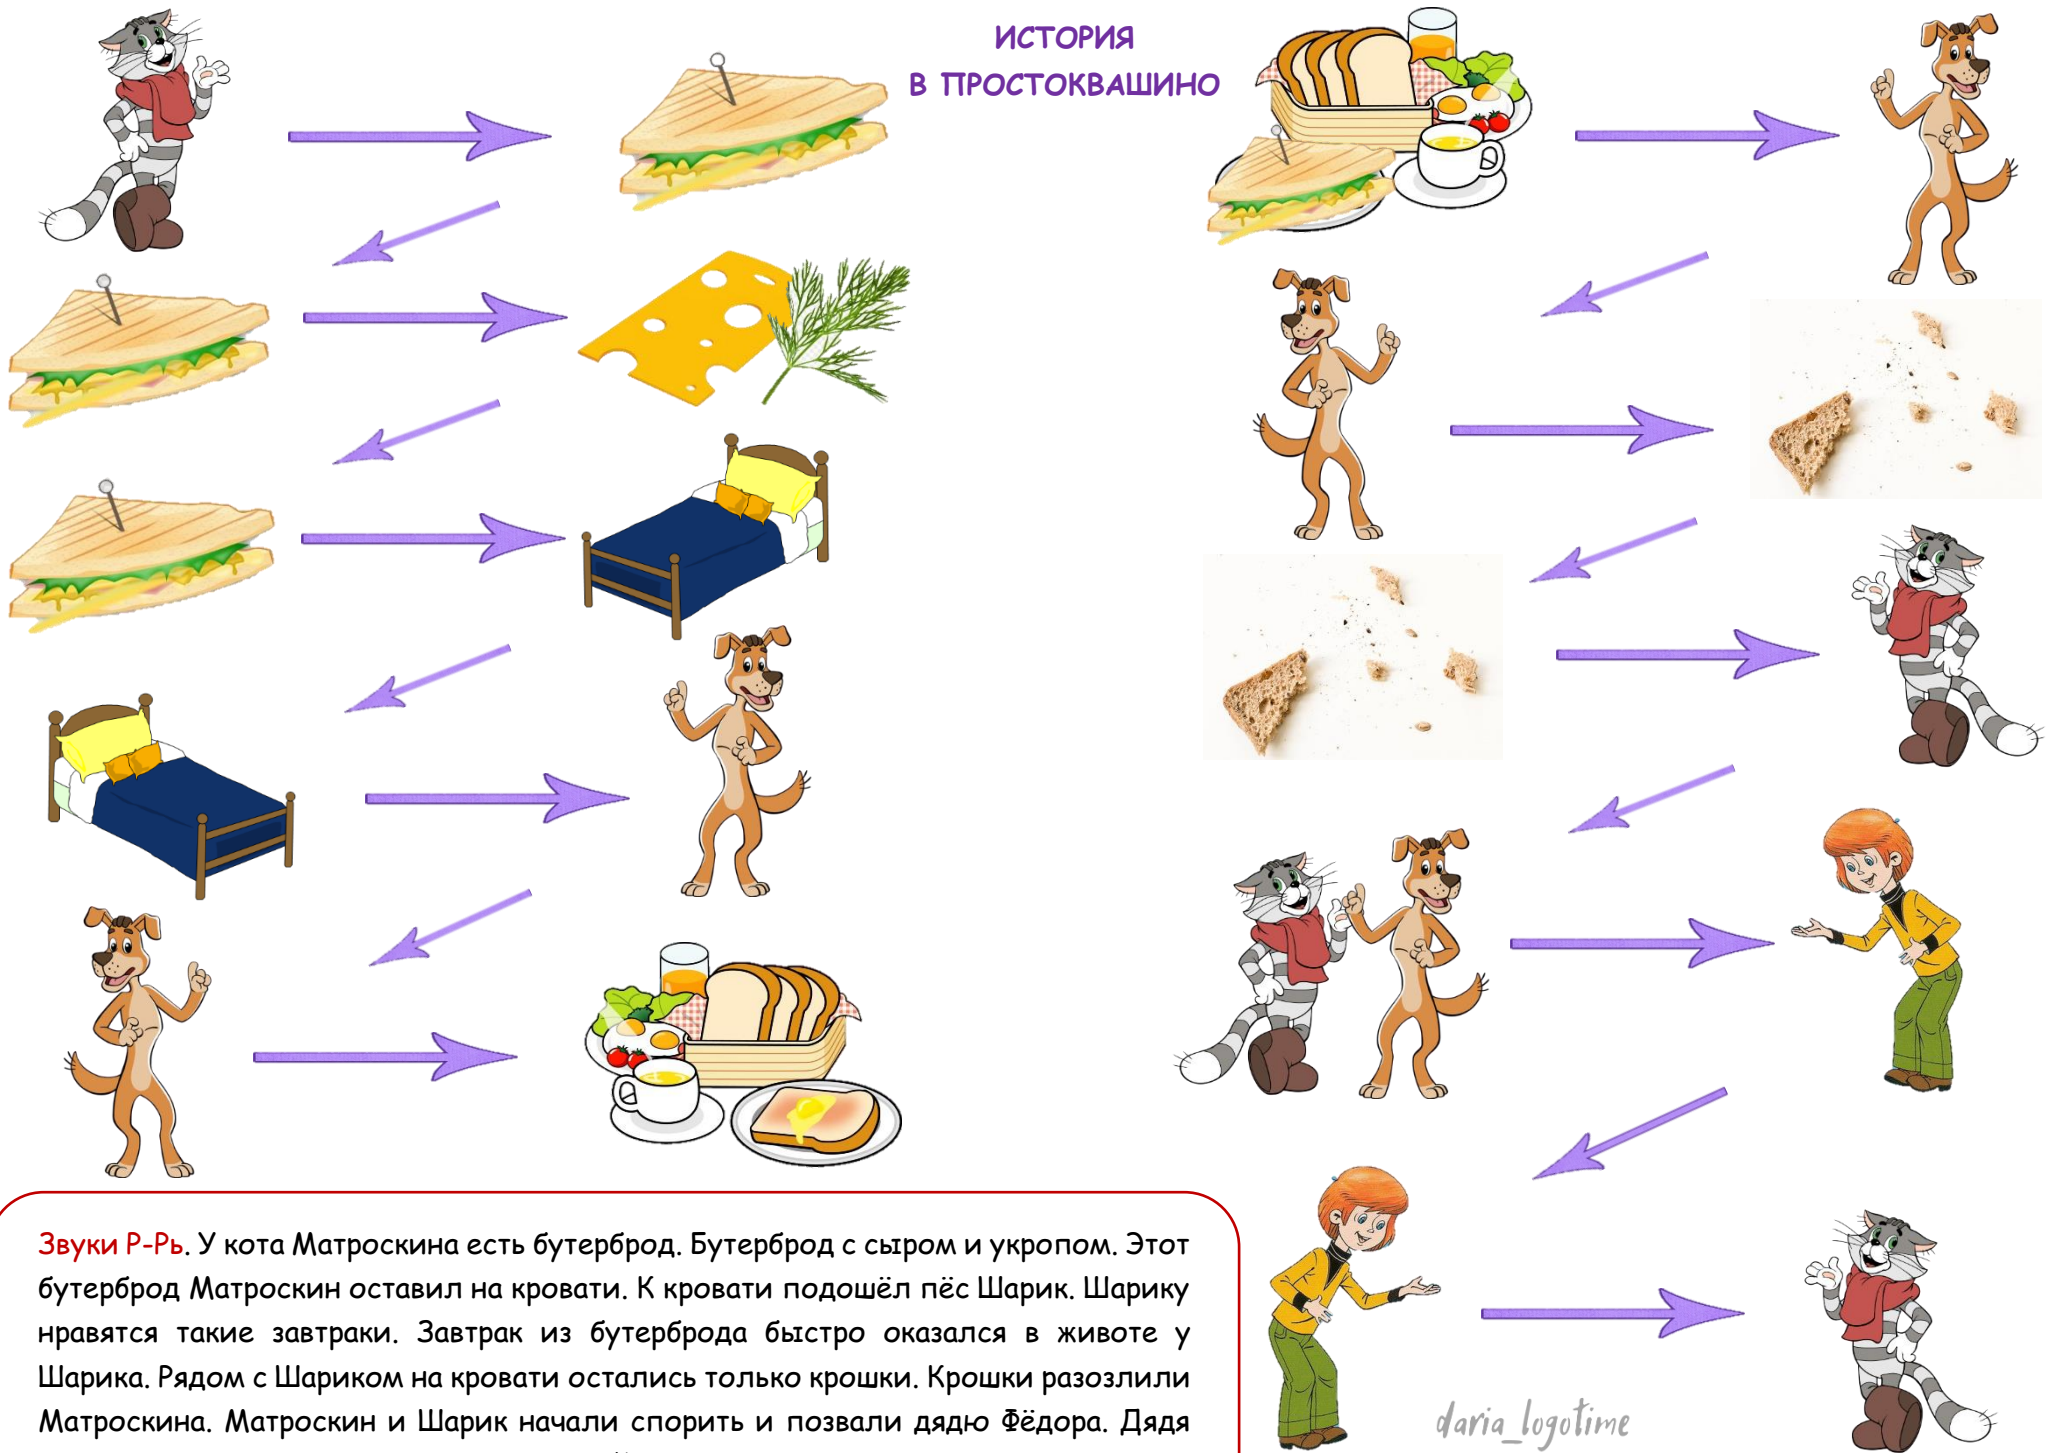 ИСТОРИЯ
В ПРОСТОКВАШИНО
Звуки Р-Рь. У кота Матроскина есть бутерброд. Бутерброд с сыром и укропом. Этот
бутерброд Матроскин оставил на кровати. К кровати подошёл пёс Шарик. Шарику
нравятся такие завтраки. Завтрак из бутерброда быстро оказался в животе у
Шарика. Рядом с Шариком на кровати остались только крошки. Крошки разозлили
Матроскина. Матроскин и Шарик начали спорить и позвали дядю Фёдора. Дядя
daria_logotime